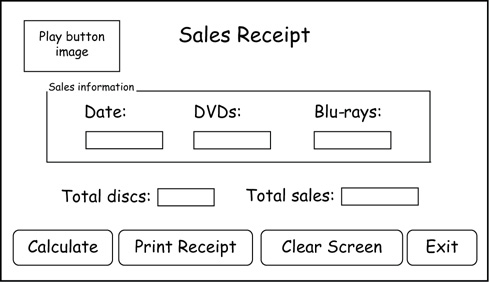 Play button
image
Sales Receipt
Sales information
Date: DVDs: Blu-rays:
Total discs: Total sales:
Calculate Print Receipt Clear Screen Exit